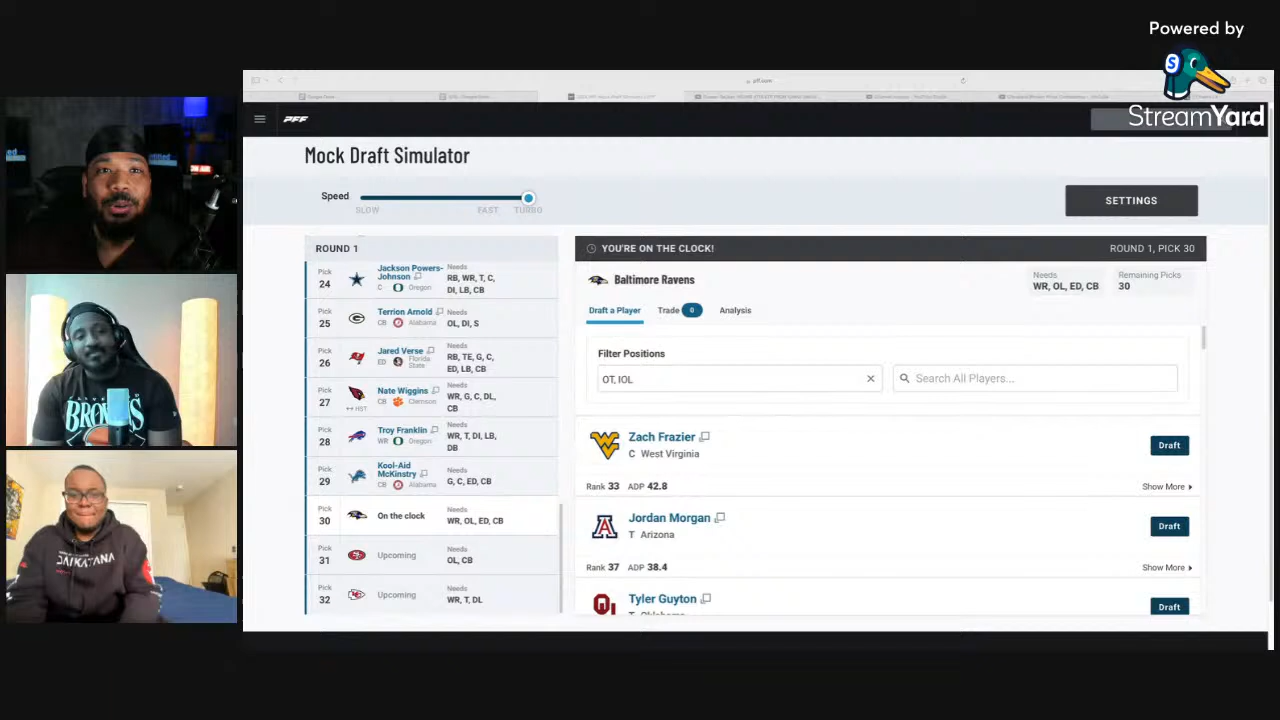 Powered by
S
StreamYard
pff.com
PFF
Mock Draft Simulator
Speed
SLOW
FAST
TURBO
SETTINGS
ROUND 1
Pick
24
Jackson Powers-
Johnson
C Oregon
Needs
RB, WR, T, C,
DI, LB, CB
Pick
25
Terrion Arnold
CB Alabama
Needs
OL, DI, S
Pick
26
Jared Verse
ED Florida
State
Needs
RB, TE, G, C,
ED, LB, CB
Pick
27
HST
Nate Wiggins
CB Clemson
Needs
WR, G, C, DL,
CB
Pick
28
Troy Franklin
WR Oregon
Needs
WR, T, DI, LB,
DB
Pick
29
Kool-Aid
McKinstry
CB Alabama
Needs
G, C, ED, CB
Pick
30
On the clock
Needs
WR, OL, ED, CB
Pick
31
Upcoming
Needs
OL, CB
Pick
32
Upcoming
Needs
WR, T, DL
YOU'RE ON THE CLOCK!
ROUND 1, PICK 30
Baltimore Ravens
Needs
WR, OL, ED, CB
Remaining Picks
30
Draft a Player
Trade 0
Analysis
Filter Positions
OT, IOL
Search All Players...
Zach Frazier
C West Virginia
Draft
Rank 33 ADP 42.8
Show More
Jordan Morgan
T Arizona
Draft
Rank 37 ADP 38.4
Show More
Tyler Guyton
T Oklahoma
Draft
BROWNS
DAIKATANA